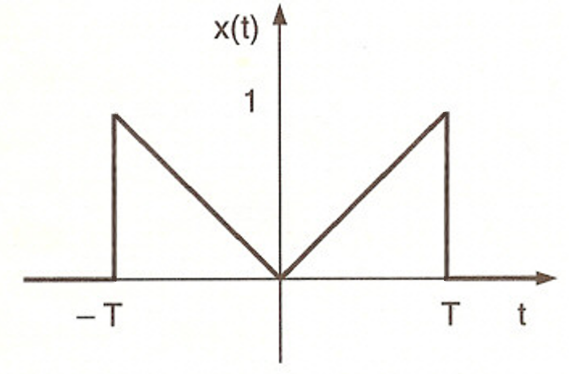 x(t)
1
– T T t